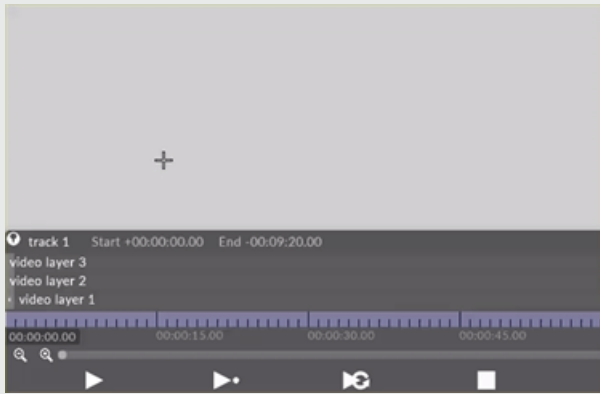 track 1 Start +00:00:00.00 End -00:09:20.00
video layer 3
video layer 2
video layer 1
00:00:00.00 00:00:15.00 00:00:30.00 00:00:45.00